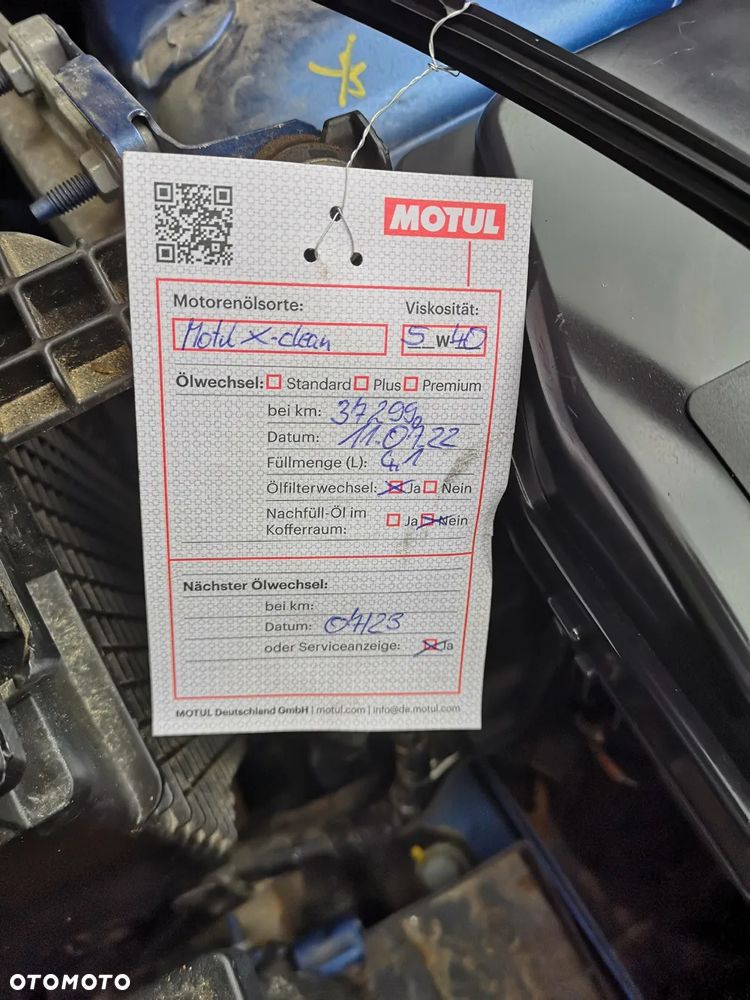 MOTUL
Motorenölsorte: Viskosität:
Motul X-clean 5 W 40
Ölwechsel: Standard Plus Premium
bei km: 37299
Datum: 11.07.22
Füllmenge (L): 4,1
Ölfilterwechsel: Ja Nein
Nachfüll-Öl im
Kofferraum: Ja Nein
Nächster Ölwechsel:
bei km:
Datum: 07/23
oder Serviceanzeige: Ja
MOTUL Deutschland GmbH | motul.com | info@de.motul.com
OTOMOTO